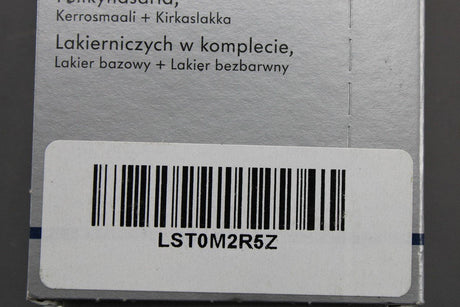 Kerrosmaali + Kirkaslakka
Lakierniczych w komplecie,
Lakier bazowy + Lakier bezbarwny
LST0M2R5Z